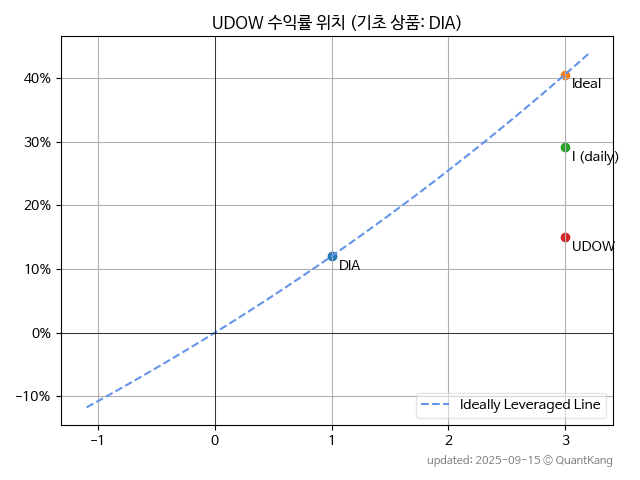 UDOW 수익률 위치 (기초 상품: DIA)
40%
30%
20%
10%
0%
−10%
Ideal
I (daily)
UDOW
DIA
Ideally Leveraged Line
−1 0 1 2 3
updated: 2025-09-15 © QuantKang